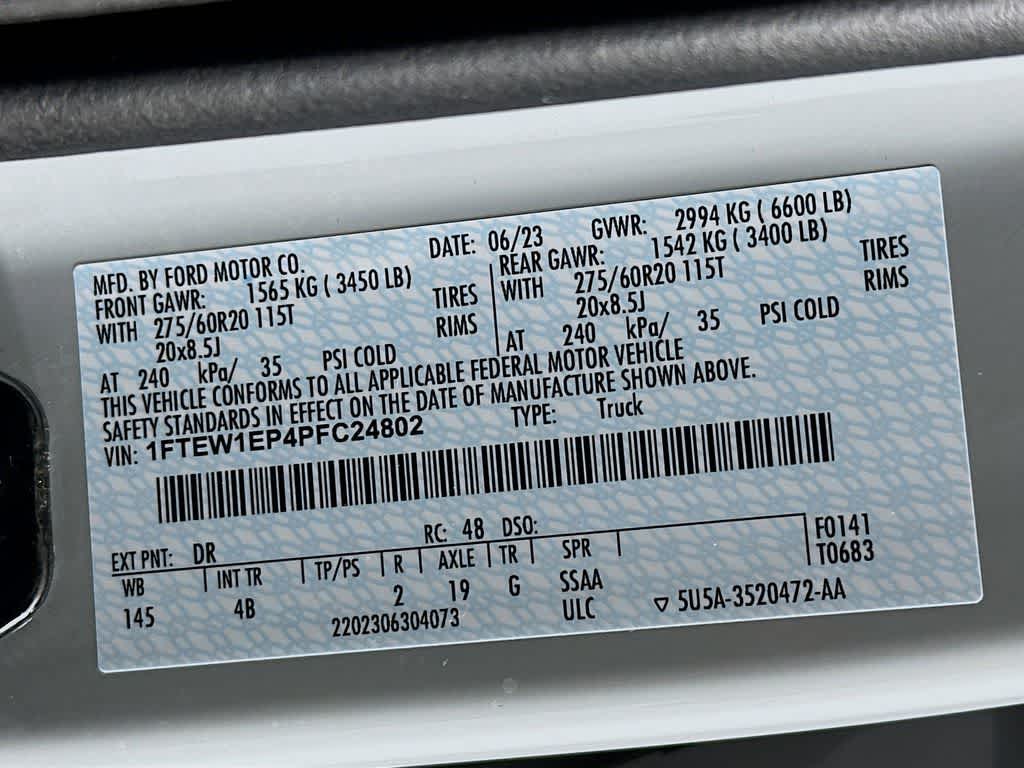 MFD. BY FORD MOTOR CO. DATE: 06/23 GVWR: 2994 KG ( 6600 LB)
FRONT GAWR: 1565 KG ( 3450 LB) REAR GAWR: 1542 KG ( 3400 LB)
WITH 275/60R20 115T TIRES WITH 275/60R20 115T TIRES
20x8.5J RIMS 20x8.5J RIMS
AT 240 kPa/ 35 PSI COLD AT 240 kPa/ 35 PSI COLD
THIS VEHICLE CONFORMS TO ALL APPLICABLE FEDERAL MOTOR VEHICLE
SAFETY STANDARDS IN EFFECT ON THE DATE OF MANUFACTURE SHOWN ABOVE.
VIN: 1FTEW1EP4PFC24802 TYPE: Truck
EXT PNT: DR RC: 48 DSO: F0141
WB INT TR TP/PS R AXLE TR SPR T0683
145 4B 2 19 G SSAA
2202306304073 ULC ▽ 5U5A-3520472-AA